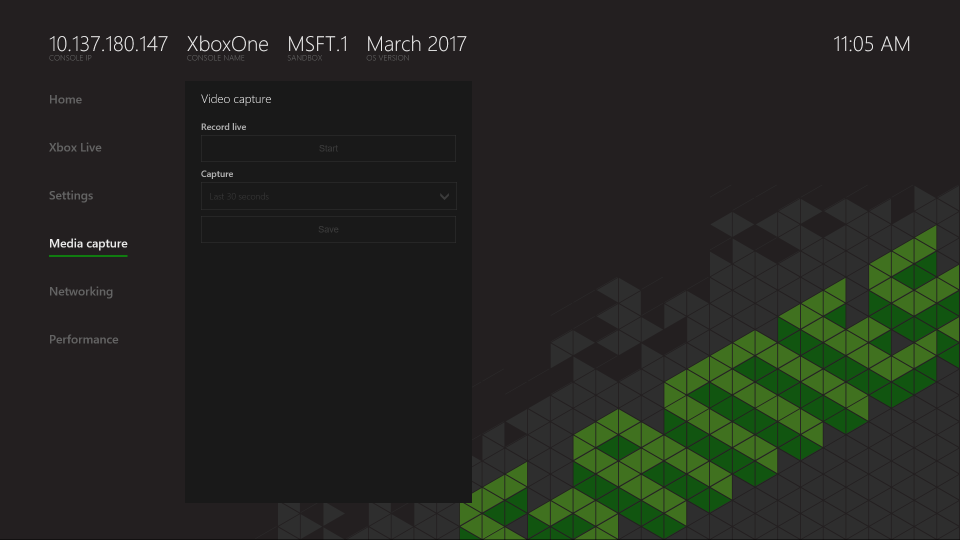 10.137.180.147 XboxOne MSFT.1 March 2017 11:05 AM
CONSOLE IP CONSOLE NAME SANDBOX OS VERSION
Home
Xbox Live
Settings
Media capture
Networking
Performance
Video capture
Record live
Start
Capture
Last 30 seconds
Save